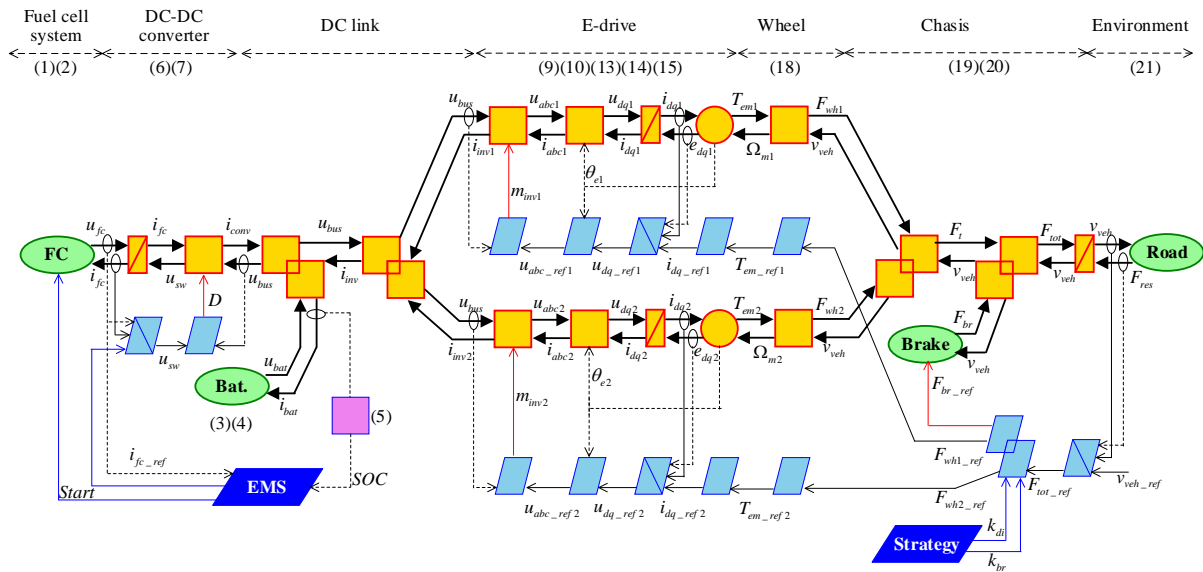 Fuel cell system DC-DC converter DC link E-drive Wheel Chasis Environment
(1)(2) (6)(7) (9)(10)(13)(14)(15) (18) (19)(20) (21)
u_bus u_abc1 u_dq1 i_dq1 T_em1 F_wh1
i_inv1 i_abc1 i_dq1 e_dq1 Ω_m1 v_veh
θ_e1
m_inv1
u_fc i_fc i_conv u_bus F_t F_tot v_veh
FC Road
i_fc u_sw u_bus i_inv v_veh v_veh F_res
u_abc_ref1 u_dq_ref1 i_dq_ref1 T_em_ref1
D
u_sw
u_bus u_abc2 u_dq2 i_dq2 T_em2 F_wh2
i_inv2 i_abc2 i_dq2 e_dq2 Ω_m2 v_veh
F_br
Brake
v_veh
u_bat
Bat.
i_bat
θ_e2
F_br_ref
m_inv2
(3)(4) (5)
i_fc_ref
F_wh1_ref
Start EMS SOC
F_wh2_ref F_tot_ref v_veh_ref
u_abc_ref2 u_dq_ref2 i_dq_ref2 T_em_ref2
k_di
Strategy
k_br